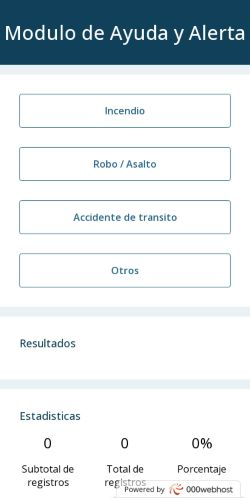 Modulo de Ayuda y Alerta
Incendio
Robo / Asalto
Accidente de transito
Otros
Resultados
Estadisticas
0 0 0%
Subtotal de registros Total de registros Porcentaje
Powered by 000webhost